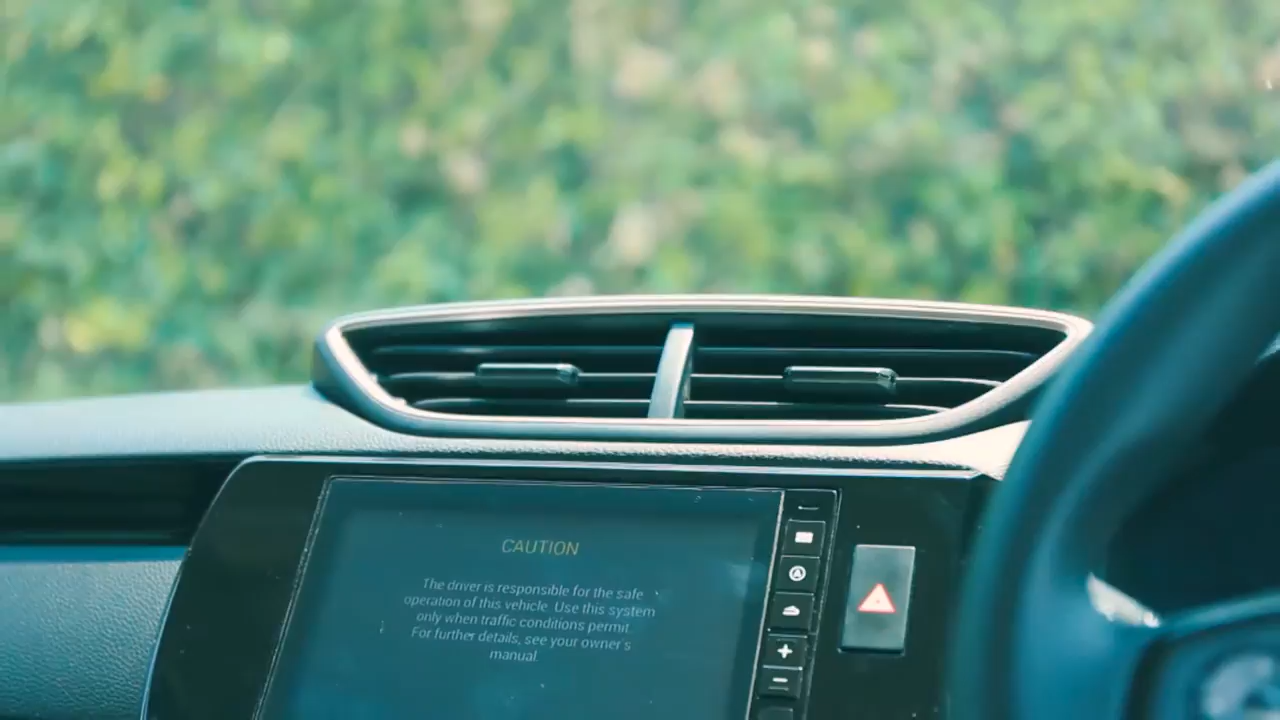 CAUTION
The driver is responsible for the safe
operation of this vehicle. Use this system
only when traffic conditions permit.
For further details, see your owner's
manual.